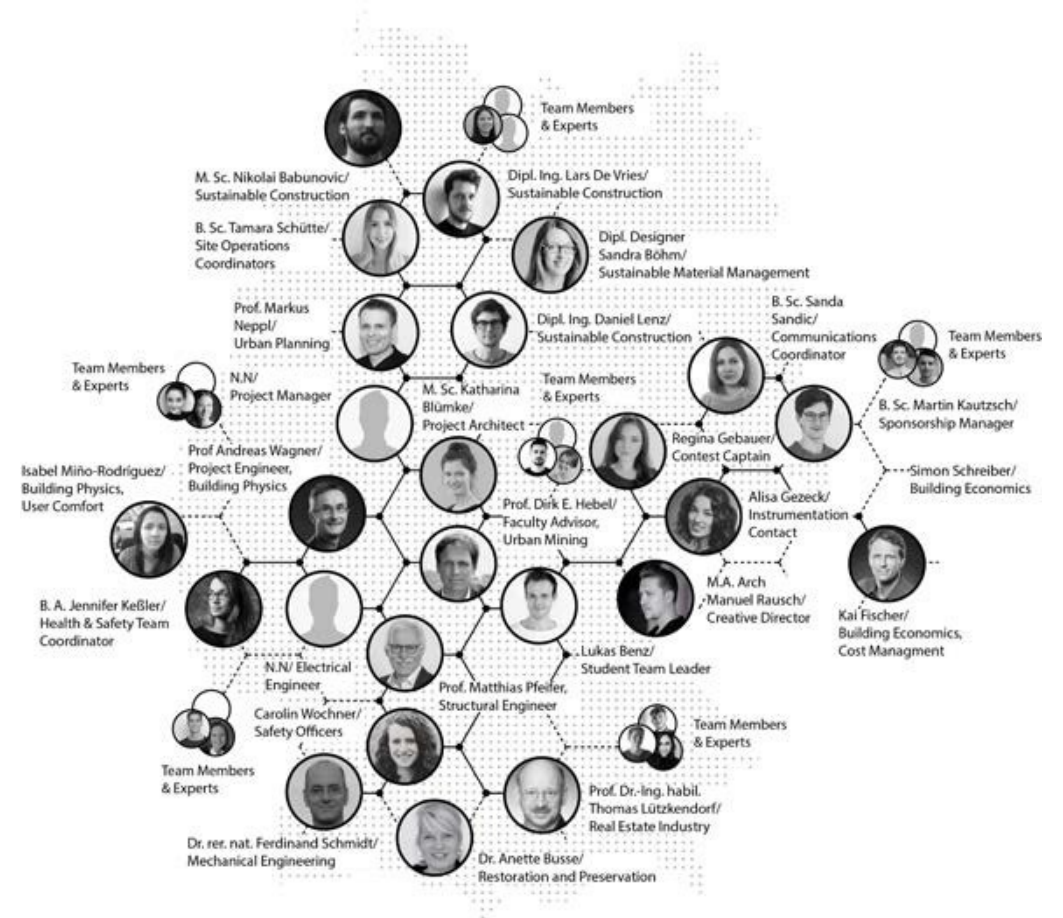 Team Members
& Experts
M. Sc. Nikolai Babunovic/
Sustainable Construction
Dipl. Ing. Lars De Vries/
Sustainable Construction
B. Sc. Tamara Schütte/
Site Operations
Coordinators
Dipl. Designer
Sandra Böhm/
Sustainable Material Management
Prof. Markus
Neppl/
Urban Planning
Dipl. Ing. Daniel Lenz/
Sustainable Construction
B. Sc. Sanda
Sandic/
Communications
Coordinator
Team Members
& Experts
Team Members
& Experts
N.N/
Project Manager
M. Sc. Katharina
Blümke/
Project Architect
Team Members
& Experts
B. Sc. Martin Kautzsch/
Sponsorship Manager
Regina Gebauer/
Contest Captain
Prof Andreas Wagner/
Project Engineer,
Building Physics
Isabel Miño-Rodríguez/
Building Physics,
User Comfort
Simon Schreiber/
Building Economics
Prof. Dirk E. Hebel/
Faculty Advisor,
Urban Mining
Alisa Gezeck/
Instrumentation
Contact
M.A. Arch
Manuel Rausch/
Creative Director
B. A. Jennifer Keßler/
Health & Safety Team
Coordinator
Kai Fischer/
Building Economics,
Cost Managment
Lukas Benz/
Student Team Leader
N.N/ Electrical
Engineer
Prof. Matthias Pfeifer,
Structural Engineer
Carolin Wochner/
Safety Officers
Team Members
& Experts
Team Members
& Experts
Prof. Dr.-Ing. habil.
Thomas Lützkendorf/
Real Estate Industry
Dr. rer. nat. Ferdinand Schmidt/
Mechanical Engineering
Dr. Anette Busse/
Restoration and Preservation